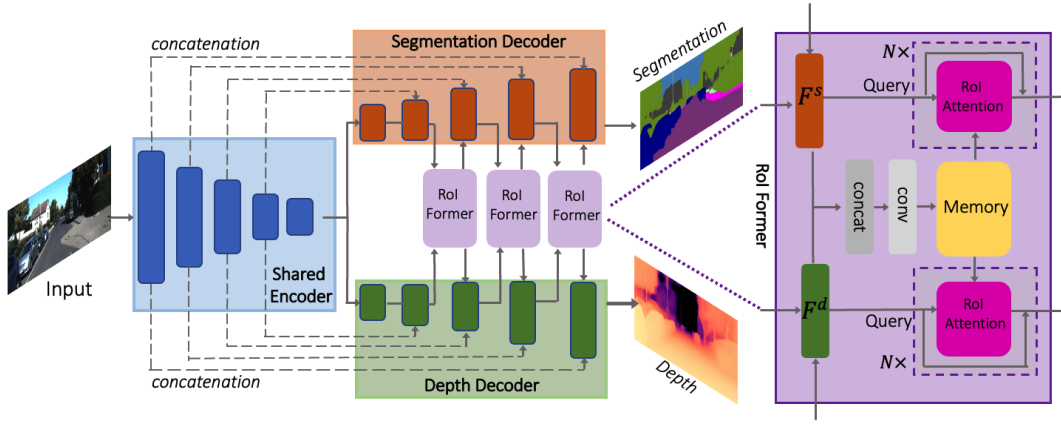 concatenation
Segmentation Decoder
Segmentation
N×
Query
RoI
Attention
F^s
RoI
Former
RoI
Former
RoI
Former
RoI Former
concat
conv
Memory
Input
Shared
Encoder
F^d
RoI
Attention
Query
N×
concatenation
Depth Decoder
Depth